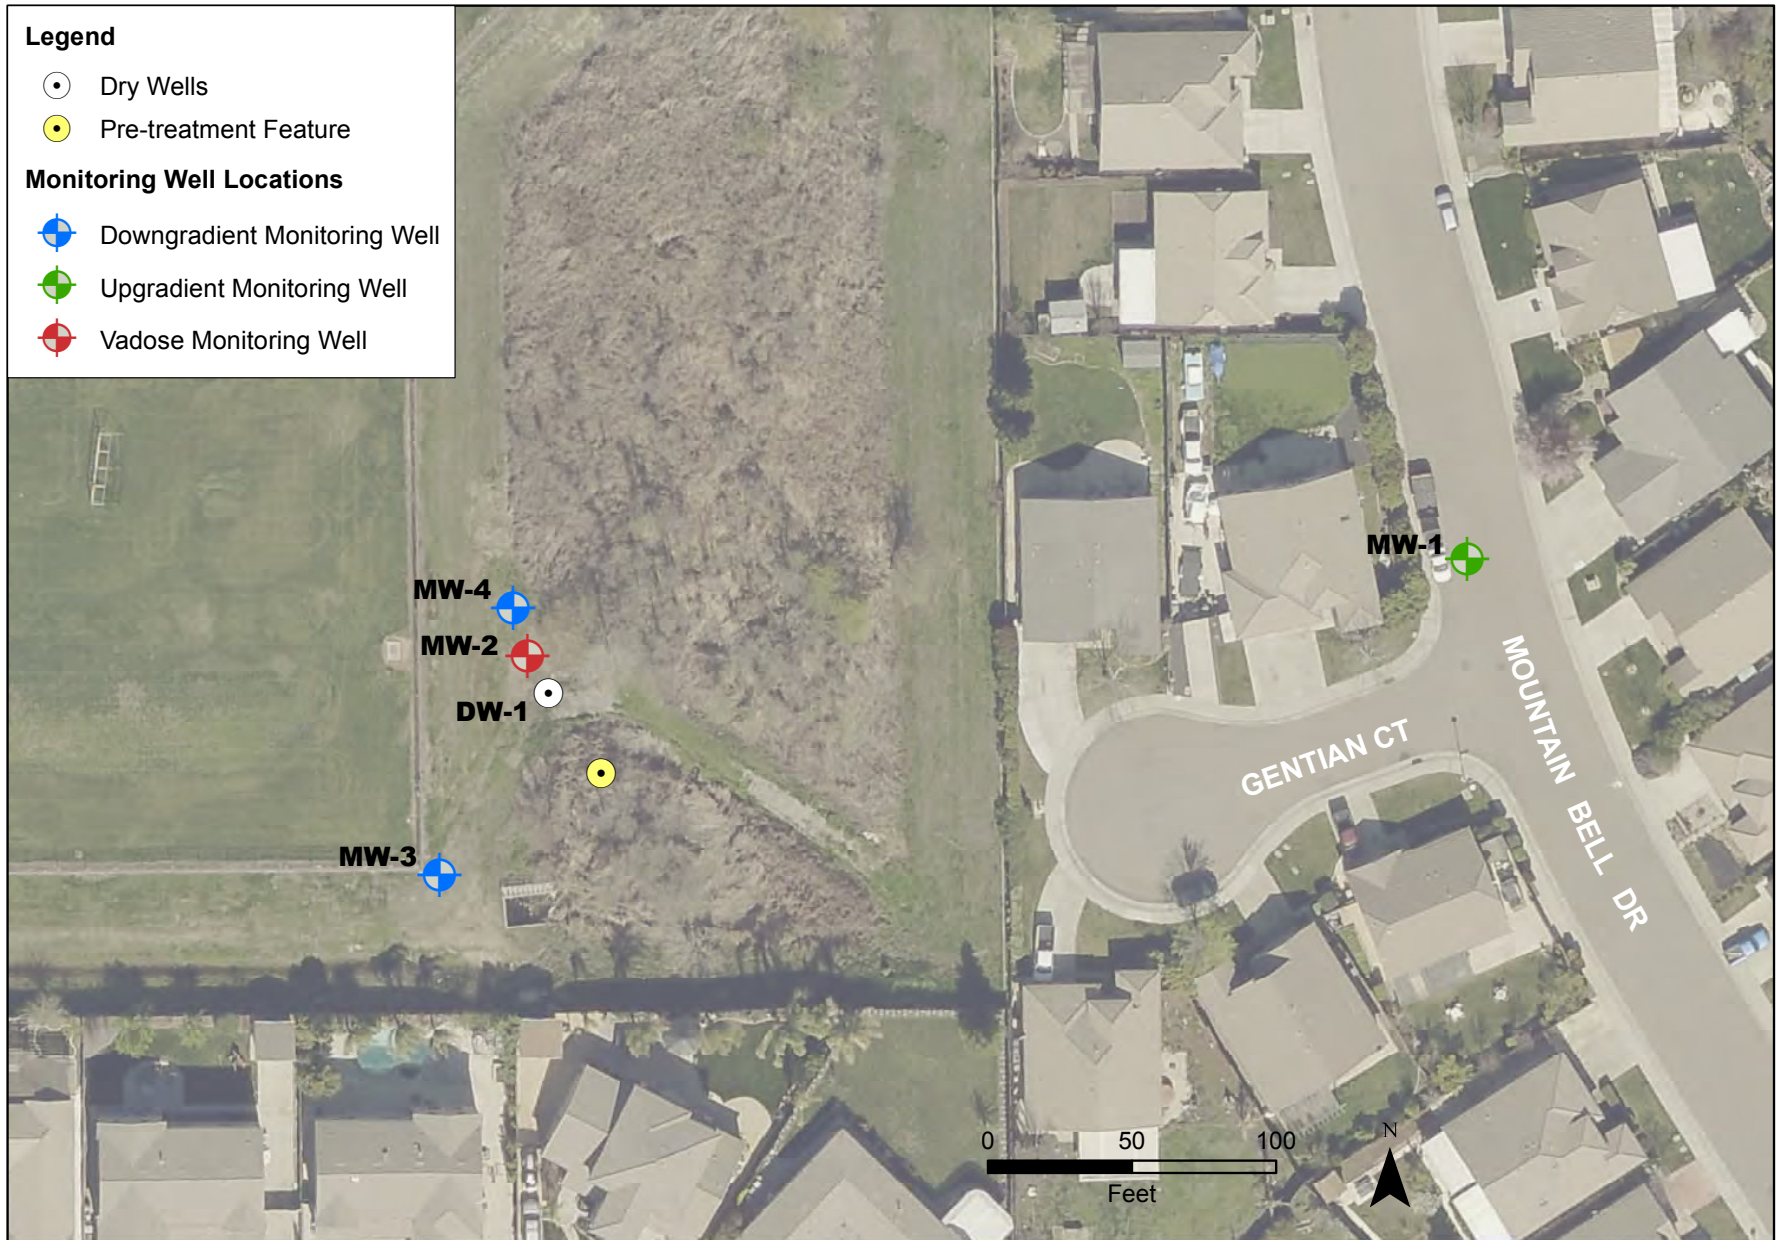 Legend
Dry Wells
Pre-treatment Feature
Monitoring Well Locations
Downgradient Monitoring Well
Upgradient Monitoring Well
Vadose Monitoring Well
MW-1
MW-4
MW-2
DW-1
MW-3
GENTIAN CT
MOUNTAIN BELL DR
0 50 100
Feet
N